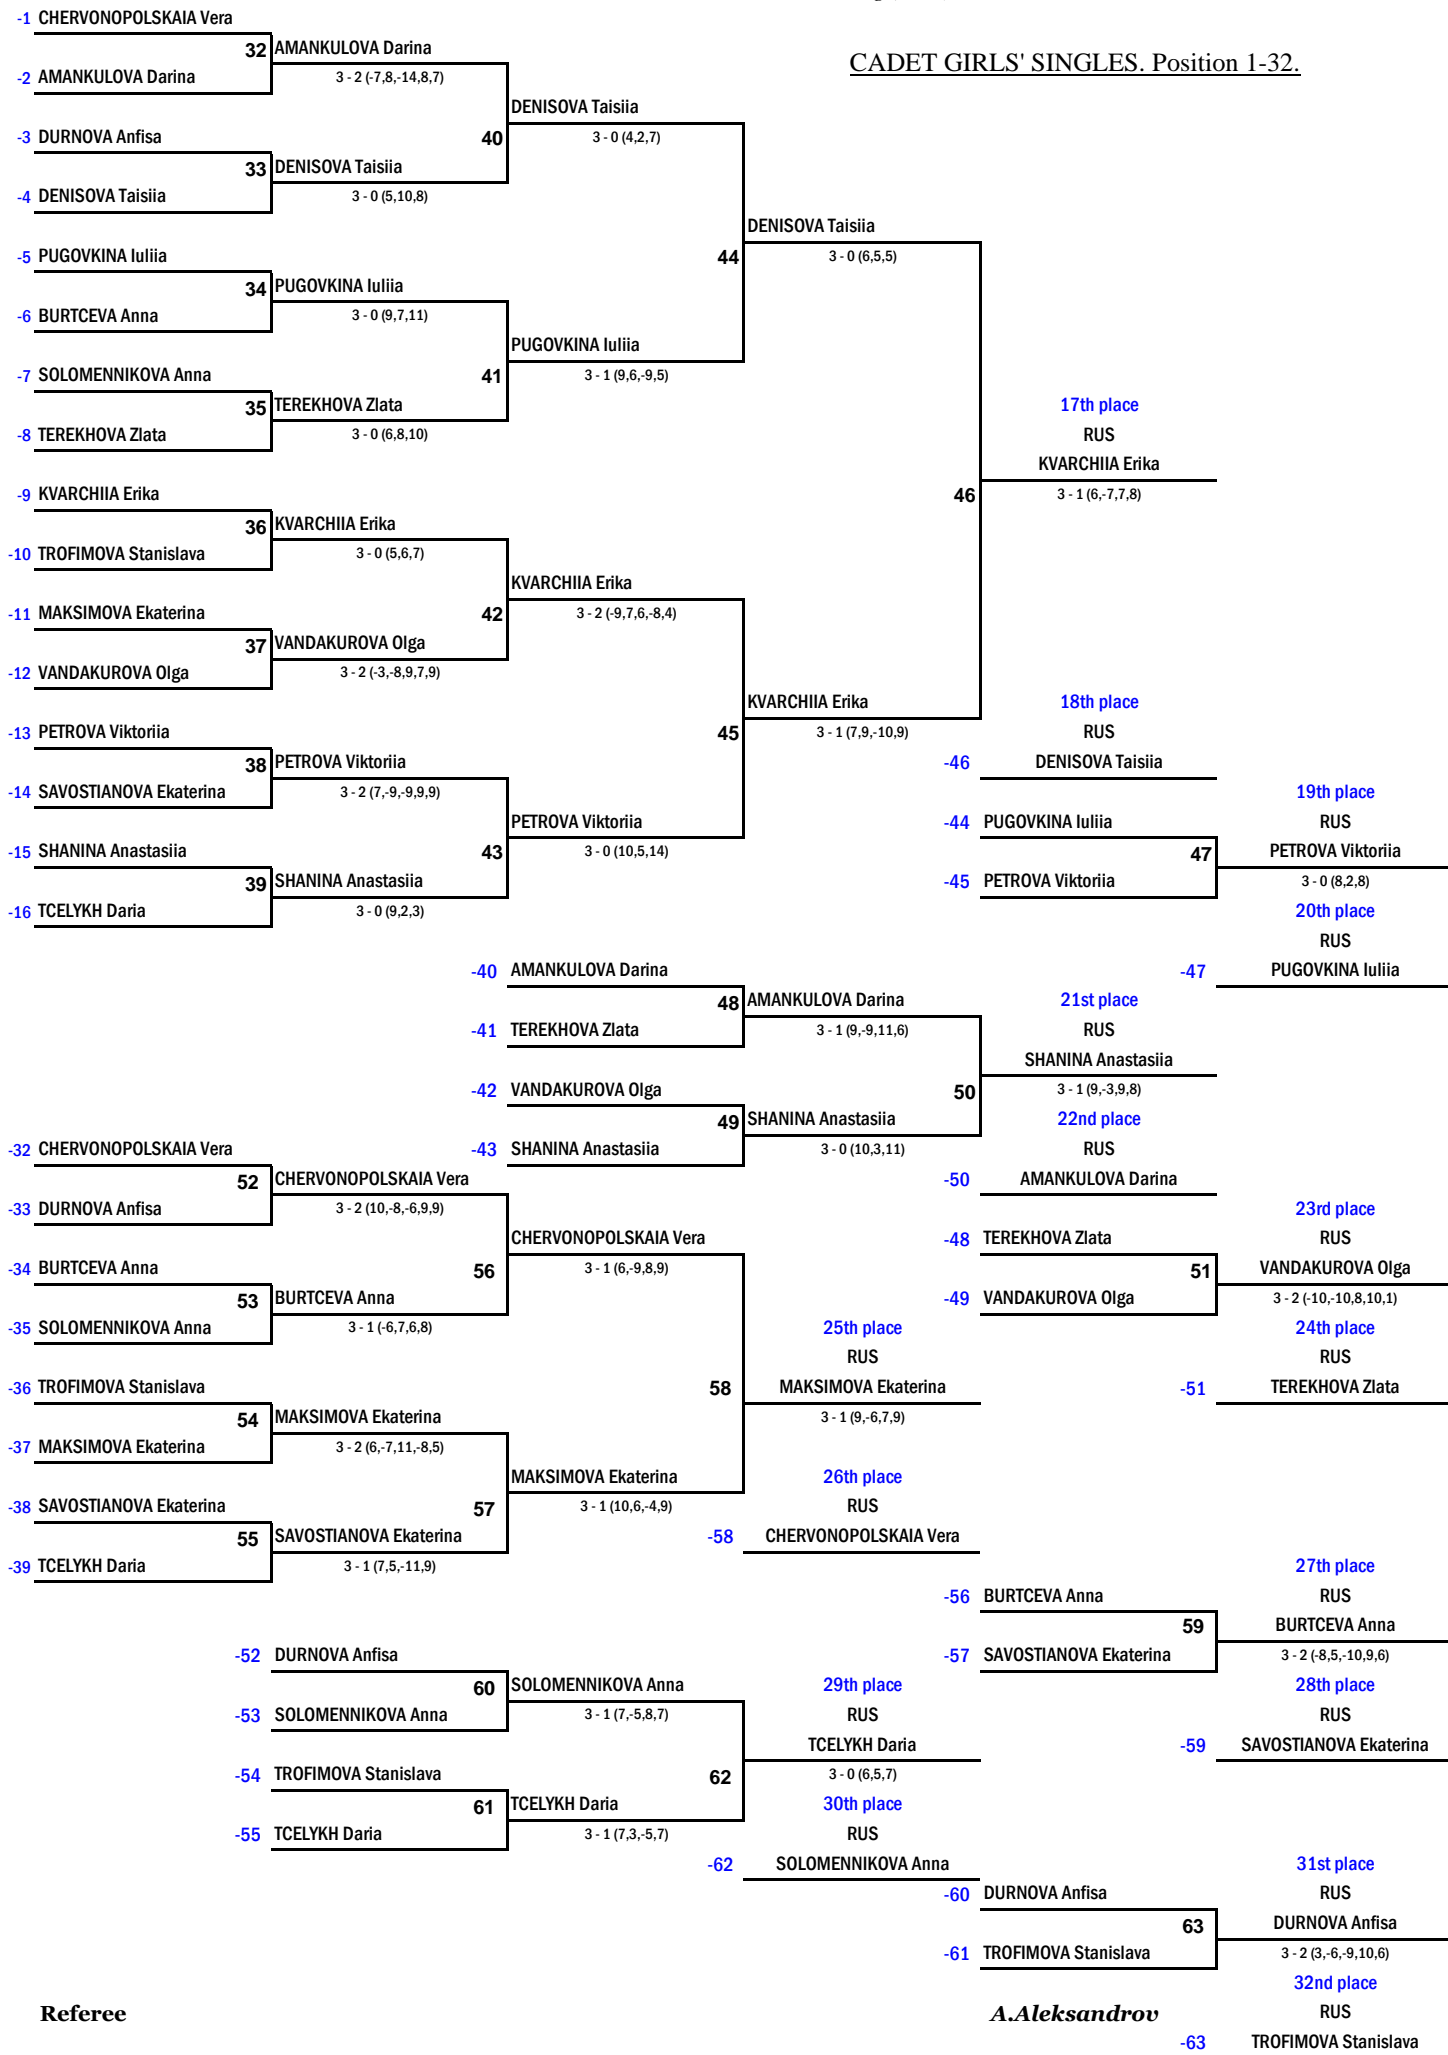 CADET GIRLS' SINGLES. Position 1-32.
-1 CHERVONOPOLSKAIA Vera
32 AMANKULOVA Darina
-2 AMANKULOVA Darina
3 - 2 (-7,8,-14,8,7)
DENISOVA Taisiia
-3 DURNOVA Anfisa
40
3 - 0 (4,2,7)
33 DENISOVA Taisiia
-4 DENISOVA Taisiia
3 - 0 (5,10,8)
DENISOVA Taisiia
-5 PUGOVKINA Iuliia
44
3 - 0 (6,5,5)
34 PUGOVKINA Iuliia
-6 BURTCEVA Anna
3 - 0 (9,7,11)
PUGOVKINA Iuliia
-7 SOLOMENNIKOVA Anna
41
3 - 1 (9,6,-9,5)
35 TEREKHOVA Zlata
17th place
-8 TEREKHOVA Zlata
3 - 0 (6,8,10)
RUS
KVARCHIIA Erika
-9 KVARCHIIA Erika
46
3 - 1 (6,-7,7,8)
36 KVARCHIIA Erika
-10 TROFIMOVA Stanislava
3 - 0 (5,6,7)
KVARCHIIA Erika
-11 MAKSIMOVA Ekaterina
42
3 - 2 (-9,7,6,-8,4)
37 VANDAKUROVA Olga
-12 VANDAKUROVA Olga
3 - 2 (-3,-8,9,7,9)
KVARCHIIA Erika
18th place
-13 PETROVA Viktoriia
45
3 - 1 (7,9,-10,9)
RUS
38 PETROVA Viktoriia
-46 DENISOVA Taisiia
-14 SAVOSTIANOVA Ekaterina
3 - 2 (7,-9,-9,9,9)
19th place
PETROVA Viktoriia
-44 PUGOVKINA Iuliia
RUS
-15 SHANINA Anastasiia
43
3 - 0 (10,5,14)
47 PETROVA Viktoriia
39 SHANINA Anastasiia
-45 PETROVA Viktoriia
3 - 0 (8,2,8)
-16 TCELYKH Daria
3 - 0 (9,2,3)
20th place
RUS
-40 AMANKULOVA Darina
-47 PUGOVKINA Iuliia
48 AMANKULOVA Darina
21st place
-41 TEREKHOVA Zlata
3 - 1 (9,-9,11,6)
RUS
SHANINA Anastasiia
-42 VANDAKUROVA Olga
50
3 - 1 (9,-3,9,8)
49 SHANINA Anastasiia
22nd place
-32 CHERVONOPOLSKAIA Vera
-43 SHANINA Anastasiia
3 - 0 (10,3,11)
RUS
52 CHERVONOPOLSKAIA Vera
-50 AMANKULOVA Darina
-33 DURNOVA Anfisa
3 - 2 (10,-8,-6,9,9)
23rd place
CHERVONOPOLSKAIA Vera
-48 TEREKHOVA Zlata
RUS
-34 BURTCEVA Anna
56
3 - 1 (6,-9,8,9)
51 VANDAKUROVA Olga
53 BURTCEVA Anna
-49 VANDAKUROVA Olga
3 - 2 (-10,-10,8,10,1)
-35 SOLOMENNIKOVA Anna
3 - 1 (-6,7,6,8)
25th place
24th place
RUS
RUS
-36 TROFIMOVA Stanislava
58 MAKSIMOVA Ekaterina
-51 TEREKHOVA Zlata
54 MAKSIMOVA Ekaterina
3 - 1 (9,-6,7,9)
-37 MAKSIMOVA Ekaterina
3 - 2 (6,-7,11,-8,5)
MAKSIMOVA Ekaterina
26th place
-38 SAVOSTIANOVA Ekaterina
57
3 - 1 (10,6,-4,9)
RUS
55 SAVOSTIANOVA Ekaterina
-58 CHERVONOPOLSKAIA Vera
-39 TCELYKH Daria
3 - 1 (7,5,-11,9)
27th place
-56 BURTCEVA Anna
RUS
59 BURTCEVA Anna
-52 DURNOVA Anfisa
-57 SAVOSTIANOVA Ekaterina
3 - 2 (-8,5,-10,9,6)
60 SOLOMENNIKOVA Anna
29th place
28th place
-53 SOLOMENNIKOVA Anna
3 - 1 (7,-5,8,7)
RUS
RUS
TCELYKH Daria
-59 SAVOSTIANOVA Ekaterina
-54 TROFIMOVA Stanislava
62
3 - 0 (6,5,7)
61 TCELYKH Daria
30th place
-55 TCELYKH Daria
3 - 1 (7,3,-5,7)
RUS
-62 SOLOMENNIKOVA Anna
31st place
-60 DURNOVA Anfisa
RUS
63 DURNOVA Anfisa
-61 TROFIMOVA Stanislava
3 - 2 (3,-6,-9,10,6)
32nd place
Referee
A.Aleksandrov
RUS
-63 TROFIMOVA Stanislava